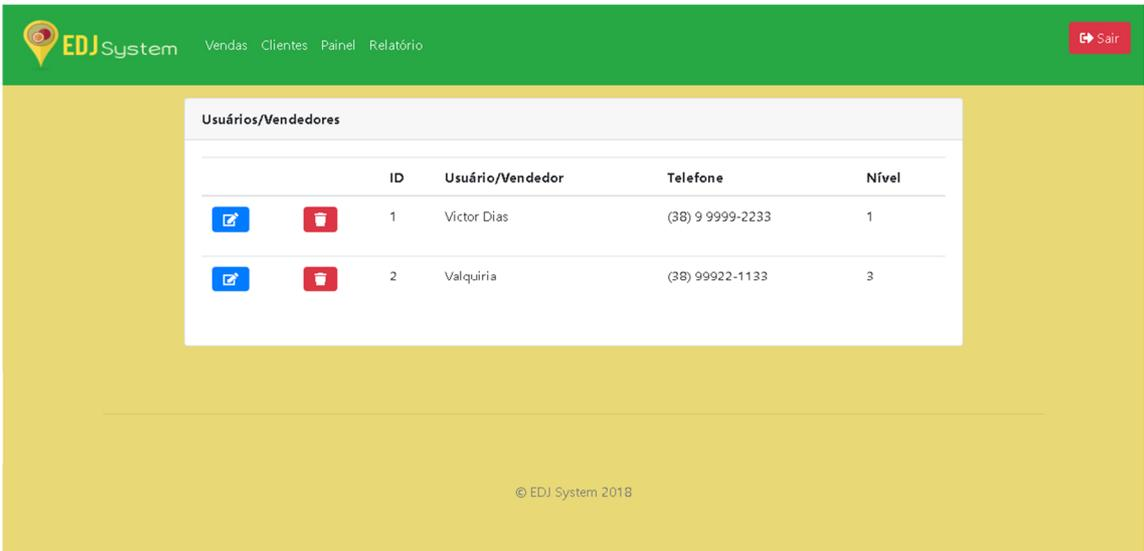 EDJ System Vendas Clientes Painel Relatório Sair
Usuários/Vendedores
ID Usuário/Vendedor Telefone Nível
1 Victor Dias (38) 9 9999-2233 1
2 Valquiria (38) 99922-1133 3
© EDJ System 2018